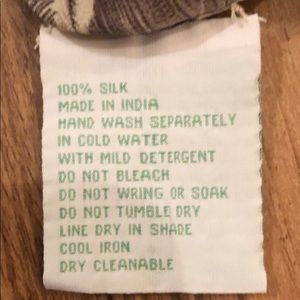 100% SILK
MADE IN INDIA
HAND WASH SEPARATELY
IN COLD WATER
WITH MILD DETERGENT
DO NOT BLEACH
DO NOT WRING OR SOAK
DO NOT TUMBLE DRY
LINE DRY IN SHADE
COOL IRON
DRY CLEANABLE